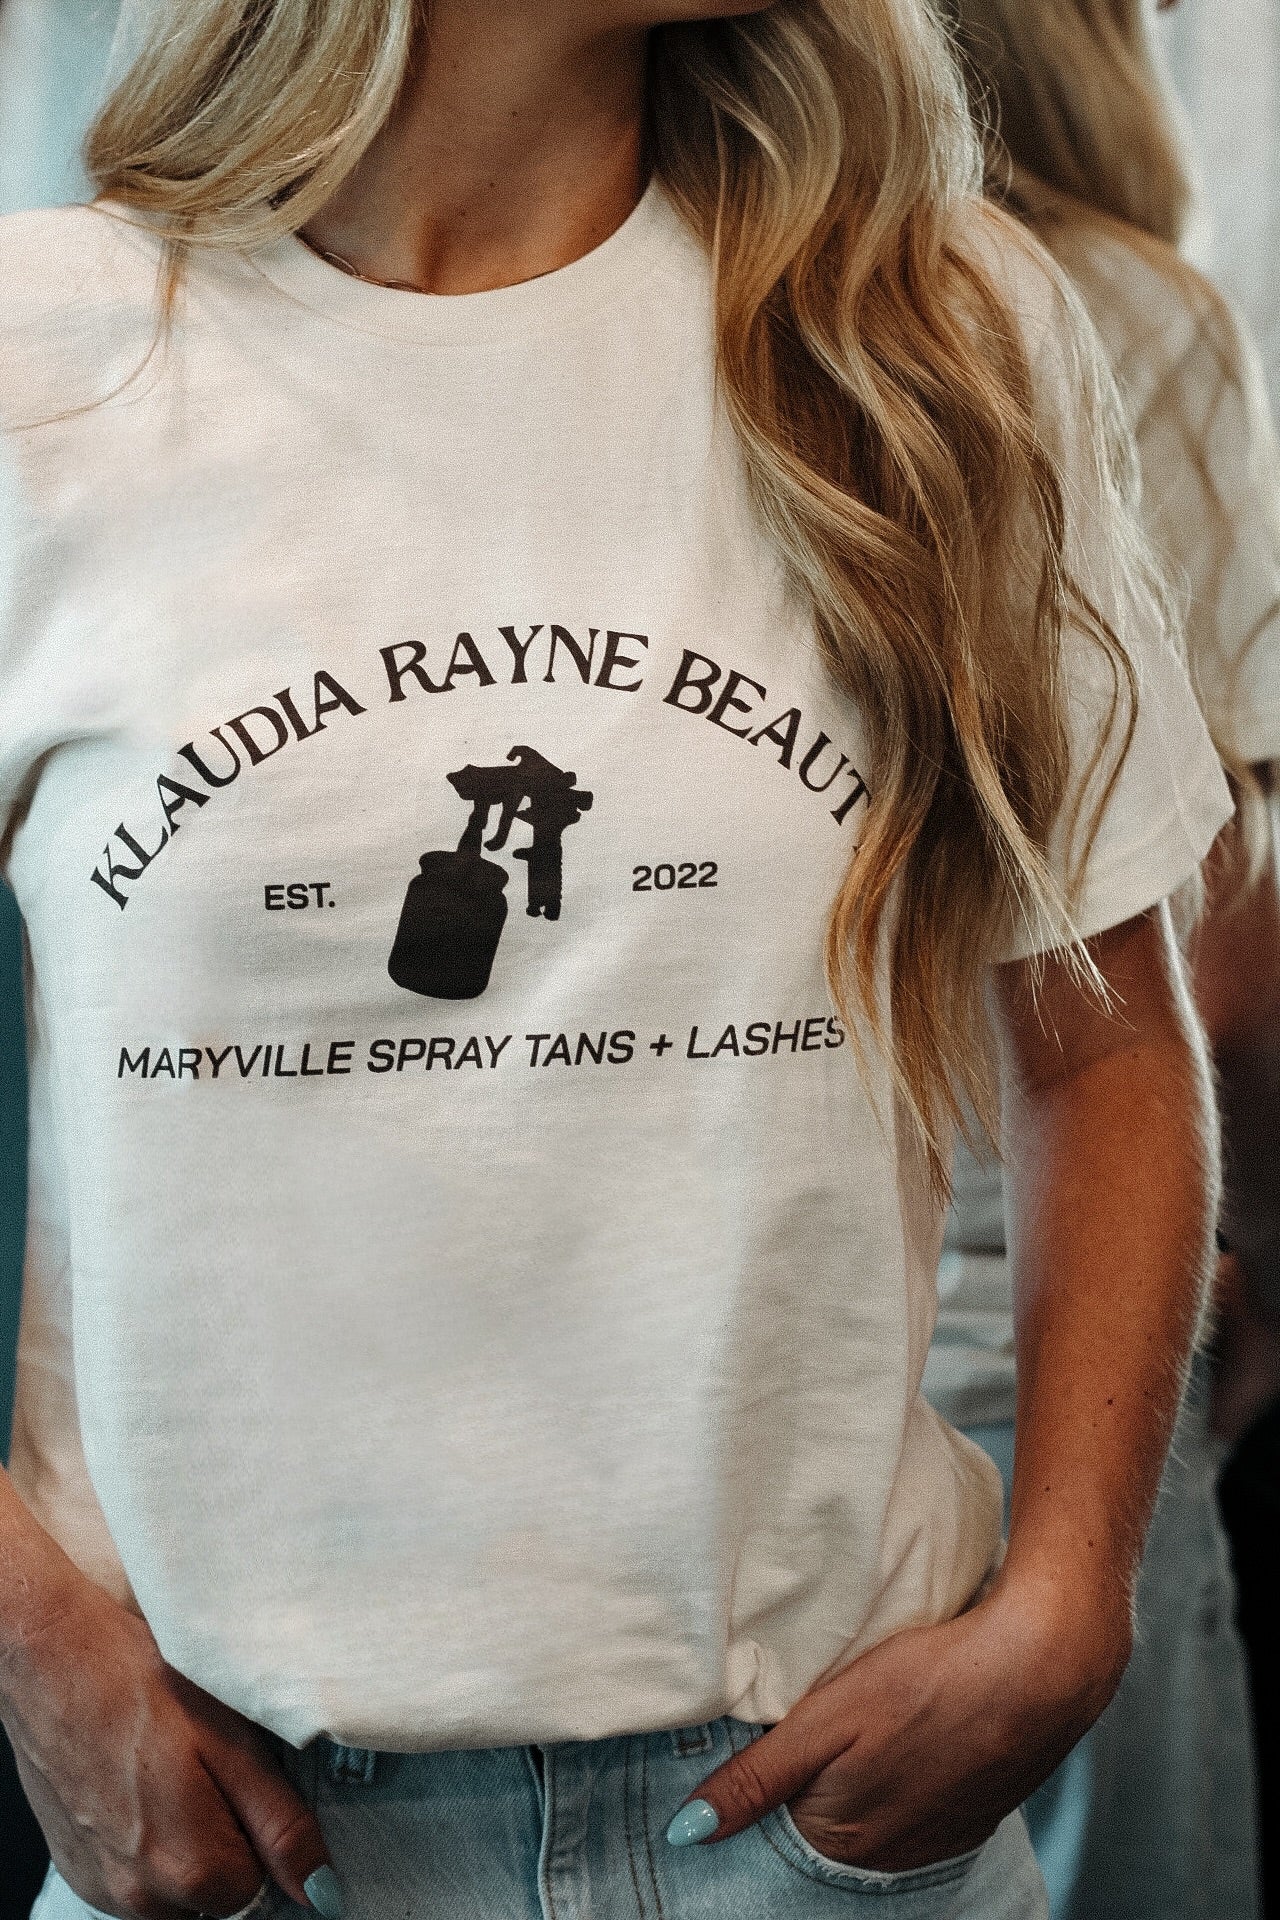 KLAUDIA RAYNE BEAUT
EST. 2022
MARYVILLE SPRAY TANS + LASHES